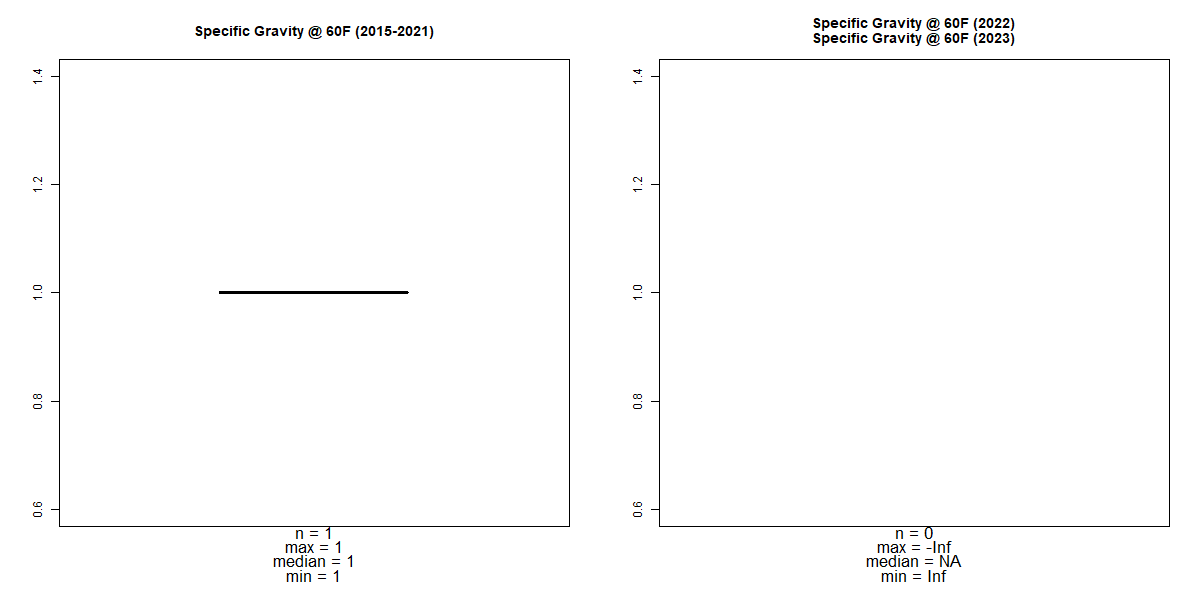 Specific Gravity @ 60F (2015-2021)
1.4
1.2
1.0
0.8
0.6
n = 1
max = 1
median = 1
min = 1
Specific Gravity @ 60F (2022)
Specific Gravity @ 60F (2023)
1.4
1.2
1.0
0.8
0.6
n = 0
max = -Inf
median = NA
min = Inf